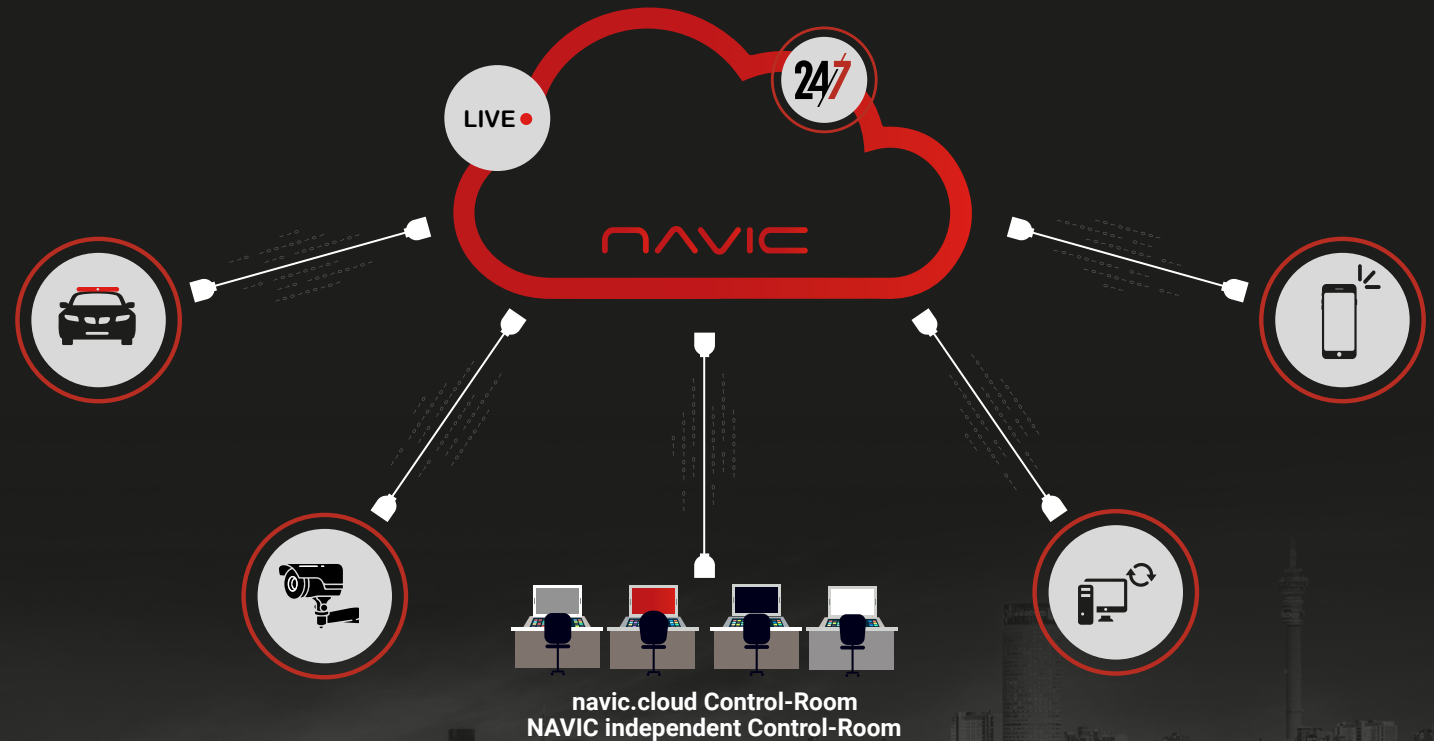 24/7
LIVE
NAVIC
navic.cloud Control-Room
NAVIC independent Control-Room